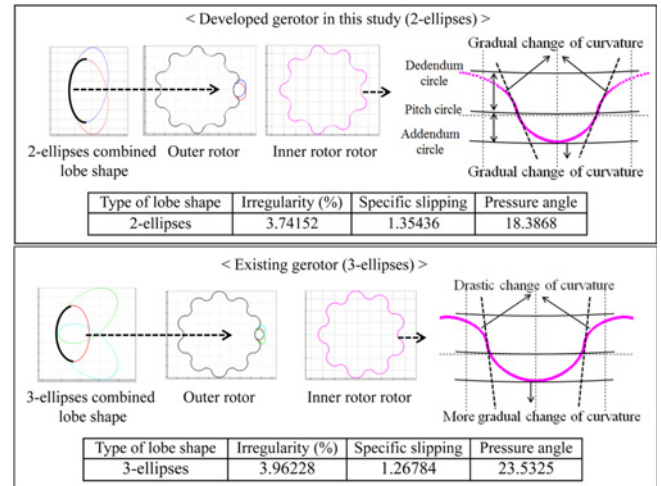 < Developed gerotor in this study (2-ellipses) >
Gradual change of curvature
Dedendum
circle
Pitch circle
Addendum
circle
2-ellipses combined
lobe shape
Outer rotor
Inner rotor rotor
Gradual change of curvature
Type of lobe shape Irregularity (%) Specific slipping Pressure angle
2-ellipses 3.74152 1.35436 18.3868
< Existing gerotor (3-ellipses) >
Drastic change of curvature
3-ellipses combined
lobe shape
Outer rotor
Inner rotor rotor
More gradual change of curvature
Type of lobe shape Irregularity (%) Specific slipping Pressure angle
3-ellipses 3.96228 1.26784 23.5325